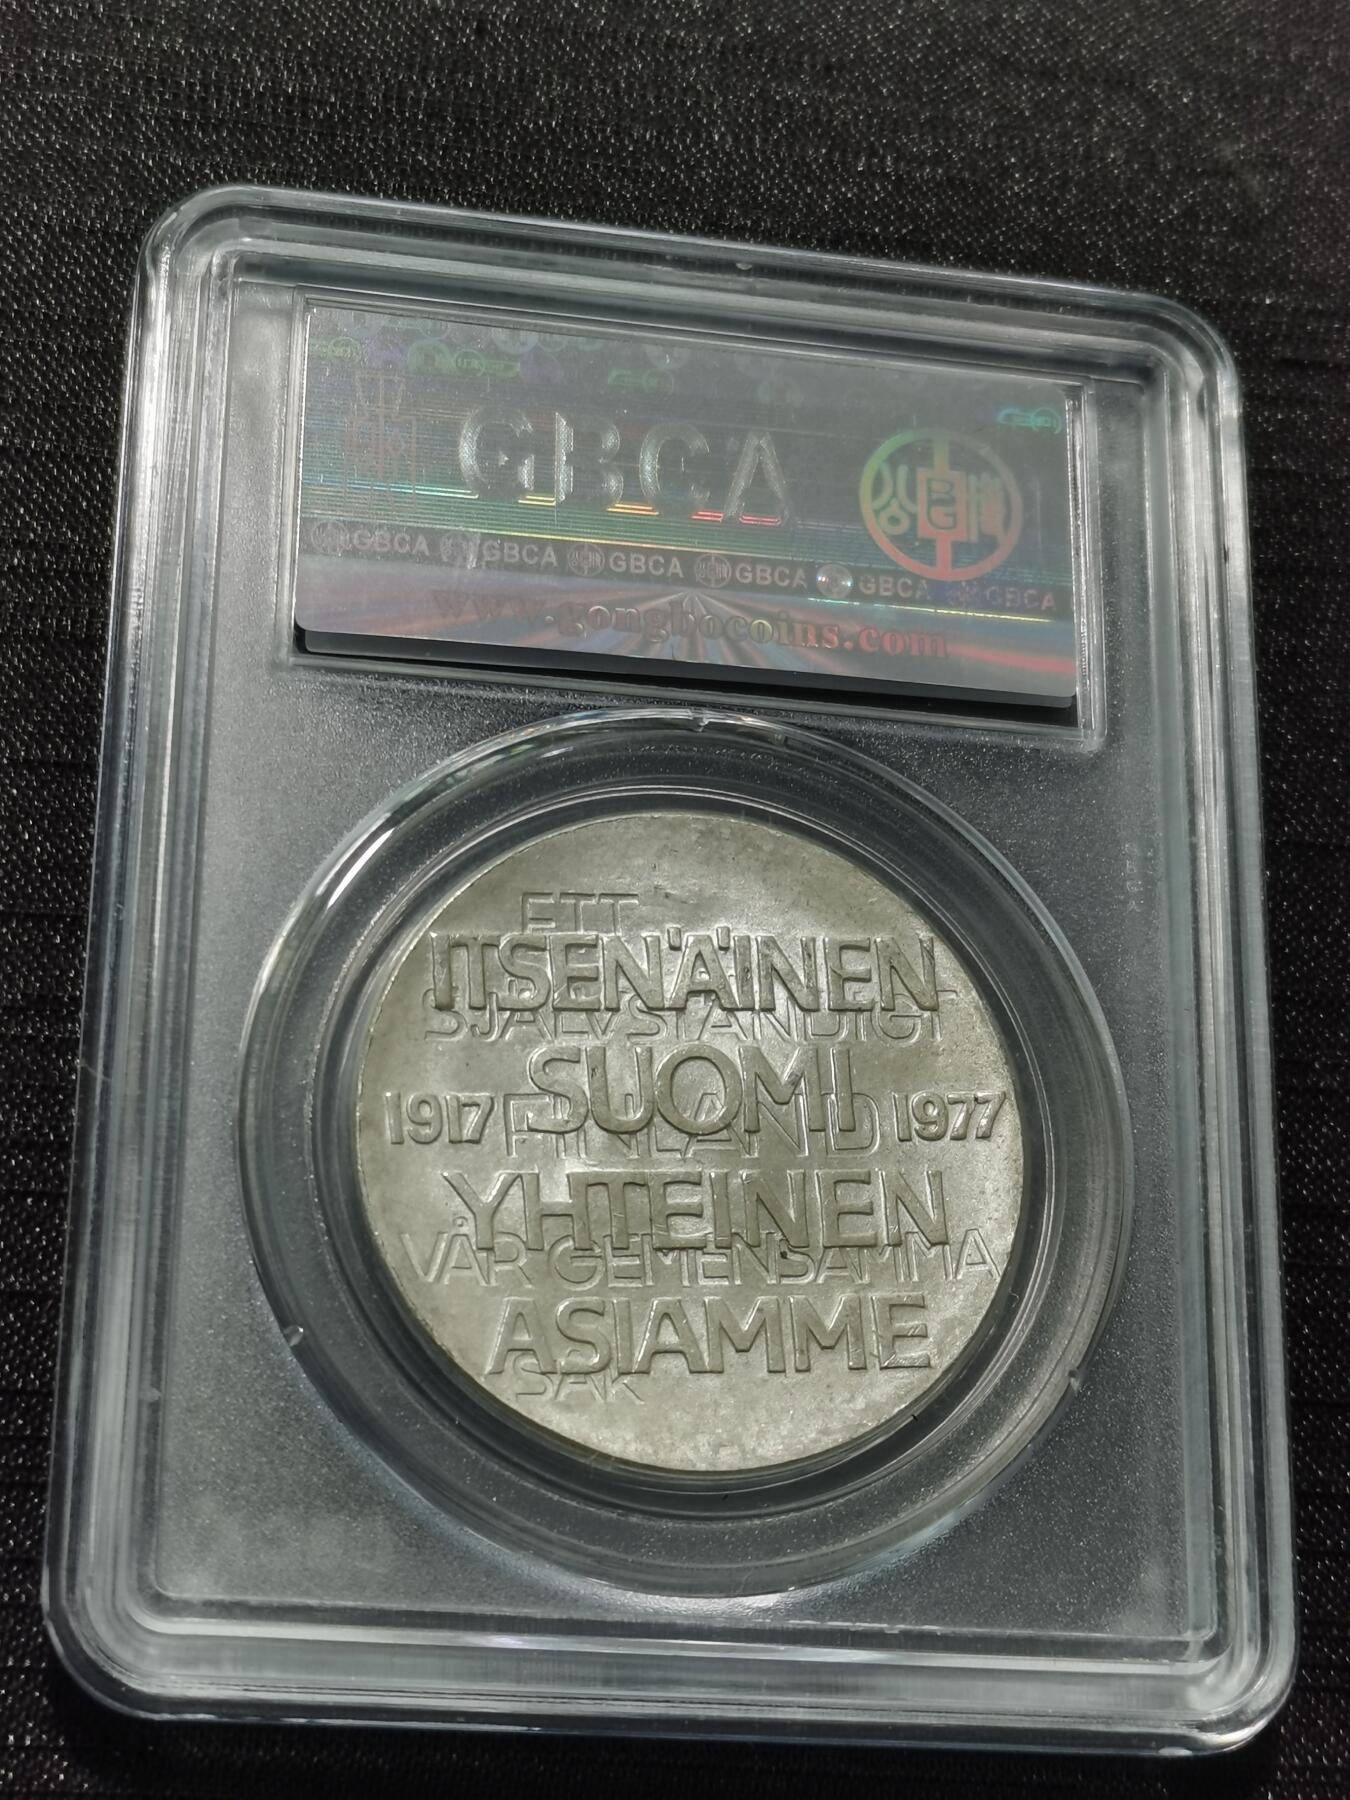 GBCA
GBCA GBCA GBCA GBCA GBCA GBCA
www.gongbocoins.com
ETT
ITSENÄINEN
SJÄLVSTÄNDIGT
SUOMI
1917 FINLAND 1977
YHTEINEN
VÅR GEMENSAMMA
ASIAMME
SAK